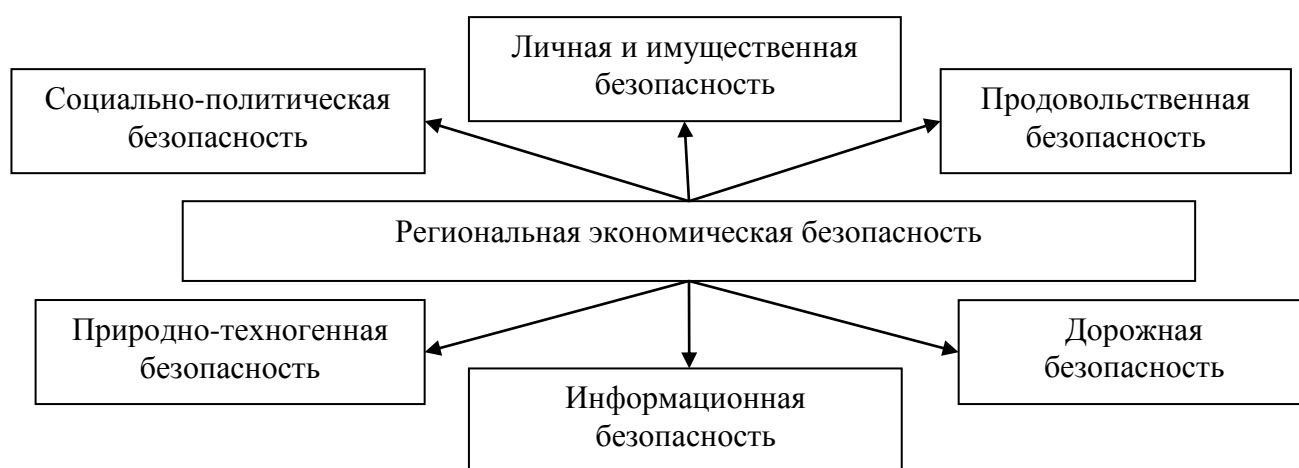 Личная и имущественная
безопасность
Социально-политическая
безопасность
Продовольственная
безопасность
Региональная экономическая безопасность
Природно-техногенная
безопасность
Дорожная
безопасность
Информационная
безопасность